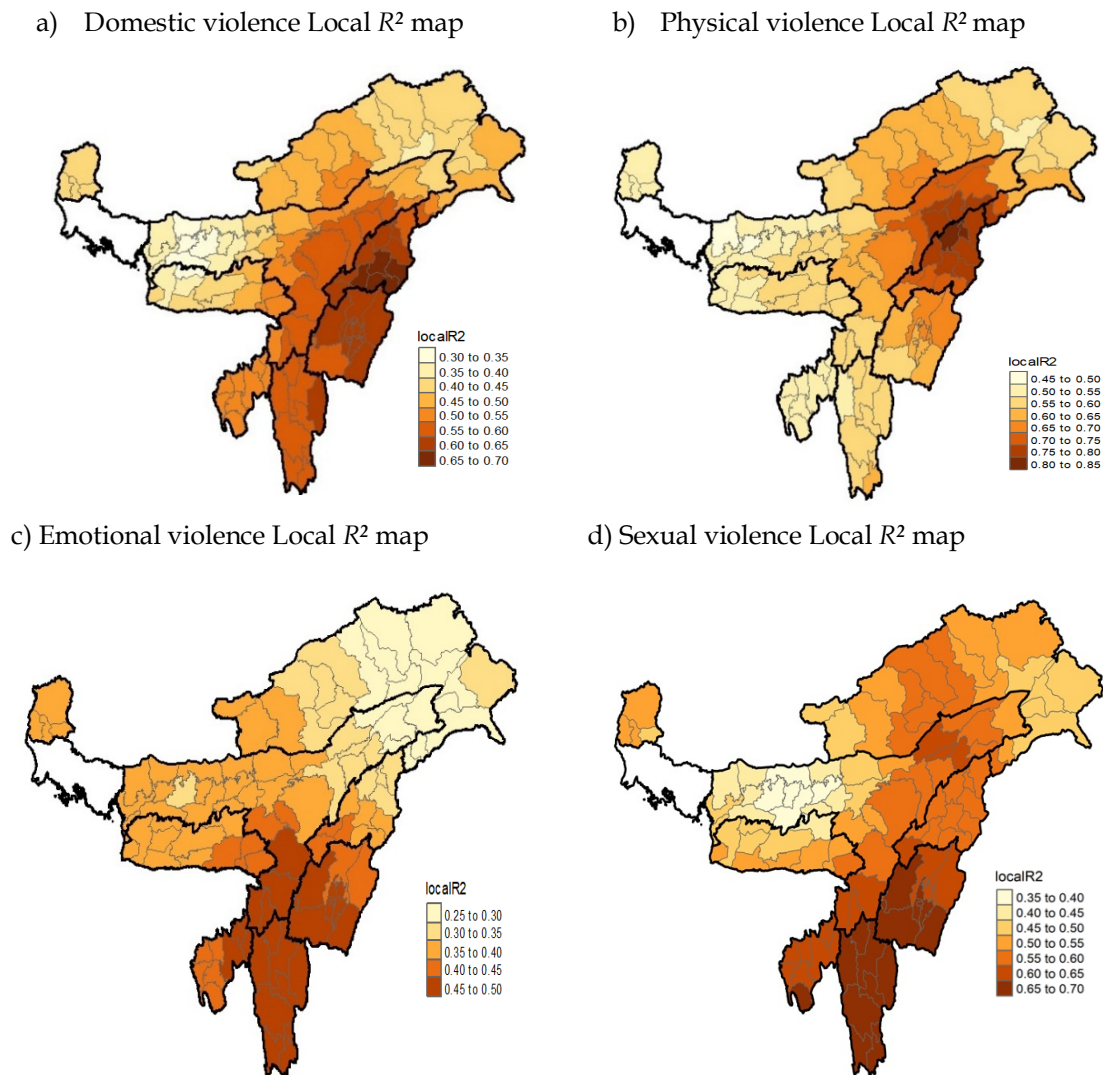 a) Domestic violence Local R² map
b) Physical violence Local R² map
localR2
0.30 to 0.35
0.35 to 0.40
0.40 to 0.45
0.45 to 0.50
0.50 to 0.55
0.55 to 0.60
0.60 to 0.65
0.65 to 0.70
localR2
0.45 to 0.50
0.50 to 0.55
0.55 to 0.60
0.60 to 0.65
0.65 to 0.70
0.70 to 0.75
0.75 to 0.80
0.80 to 0.85
c) Emotional violence Local R² map
d) Sexual violence Local R² map
localR2
0.25 to 0.30
0.30 to 0.35
0.35 to 0.40
0.40 to 0.45
0.45 to 0.50
localR2
0.35 to 0.40
0.40 to 0.45
0.45 to 0.50
0.50 to 0.55
0.55 to 0.60
0.60 to 0.65
0.65 to 0.70